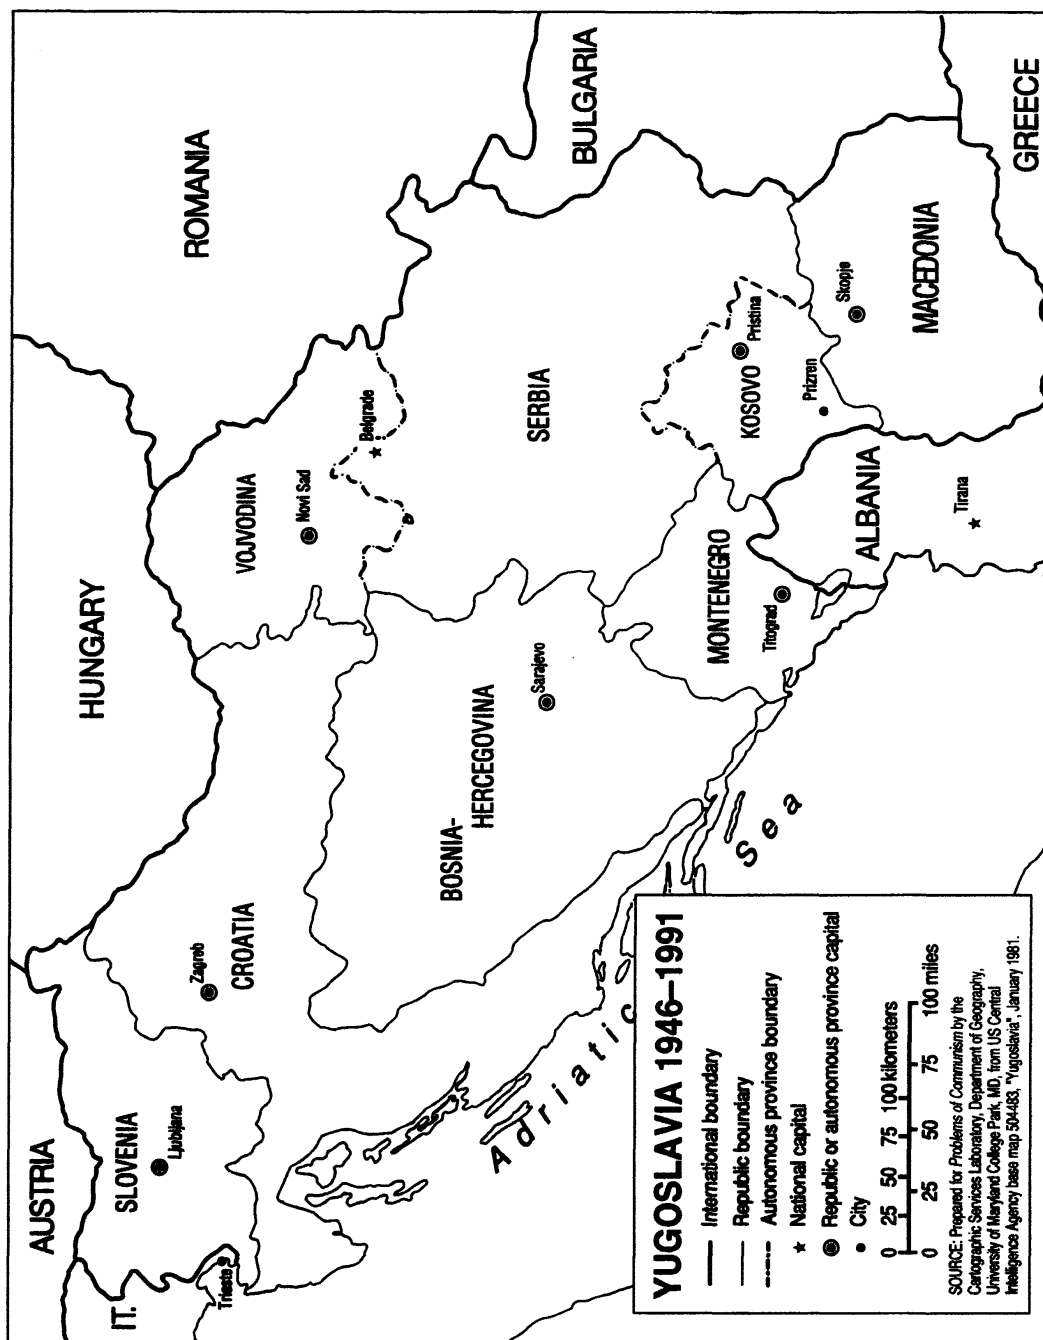 AUSTRIA
HUNGARY
ROMANIA
IT.
SLOVENIA
Ljubljana
Trieste
Zagreb
CROATIA
VOJVODINA
Novi Sad
Belgrade
BOSNIA-
HERCEGOVINA
Sarajevo
SERBIA
BULGARIA
MONTENEGRO
Titograd
KOSOVO
Pristina
Prizren
Skopje
MACEDONIA
ALBANIA
Tirana
GREECE
Adriatic
Sea
YUGOSLAVIA 1946–1991
International boundary
Republic boundary
Autonomous province boundary
National capital
Republic or autonomous province capital
City
0 25 50 75 100 kilometers
0 25 50 75 100 miles
SOURCE: Prepared for Problems of Communism by the
Cartographic Services Laboratory, Department of Geography,
University of Maryland College Park, MD, from US Central
Intelligence Agency base map 504483, "Yugoslavia", January 1981.